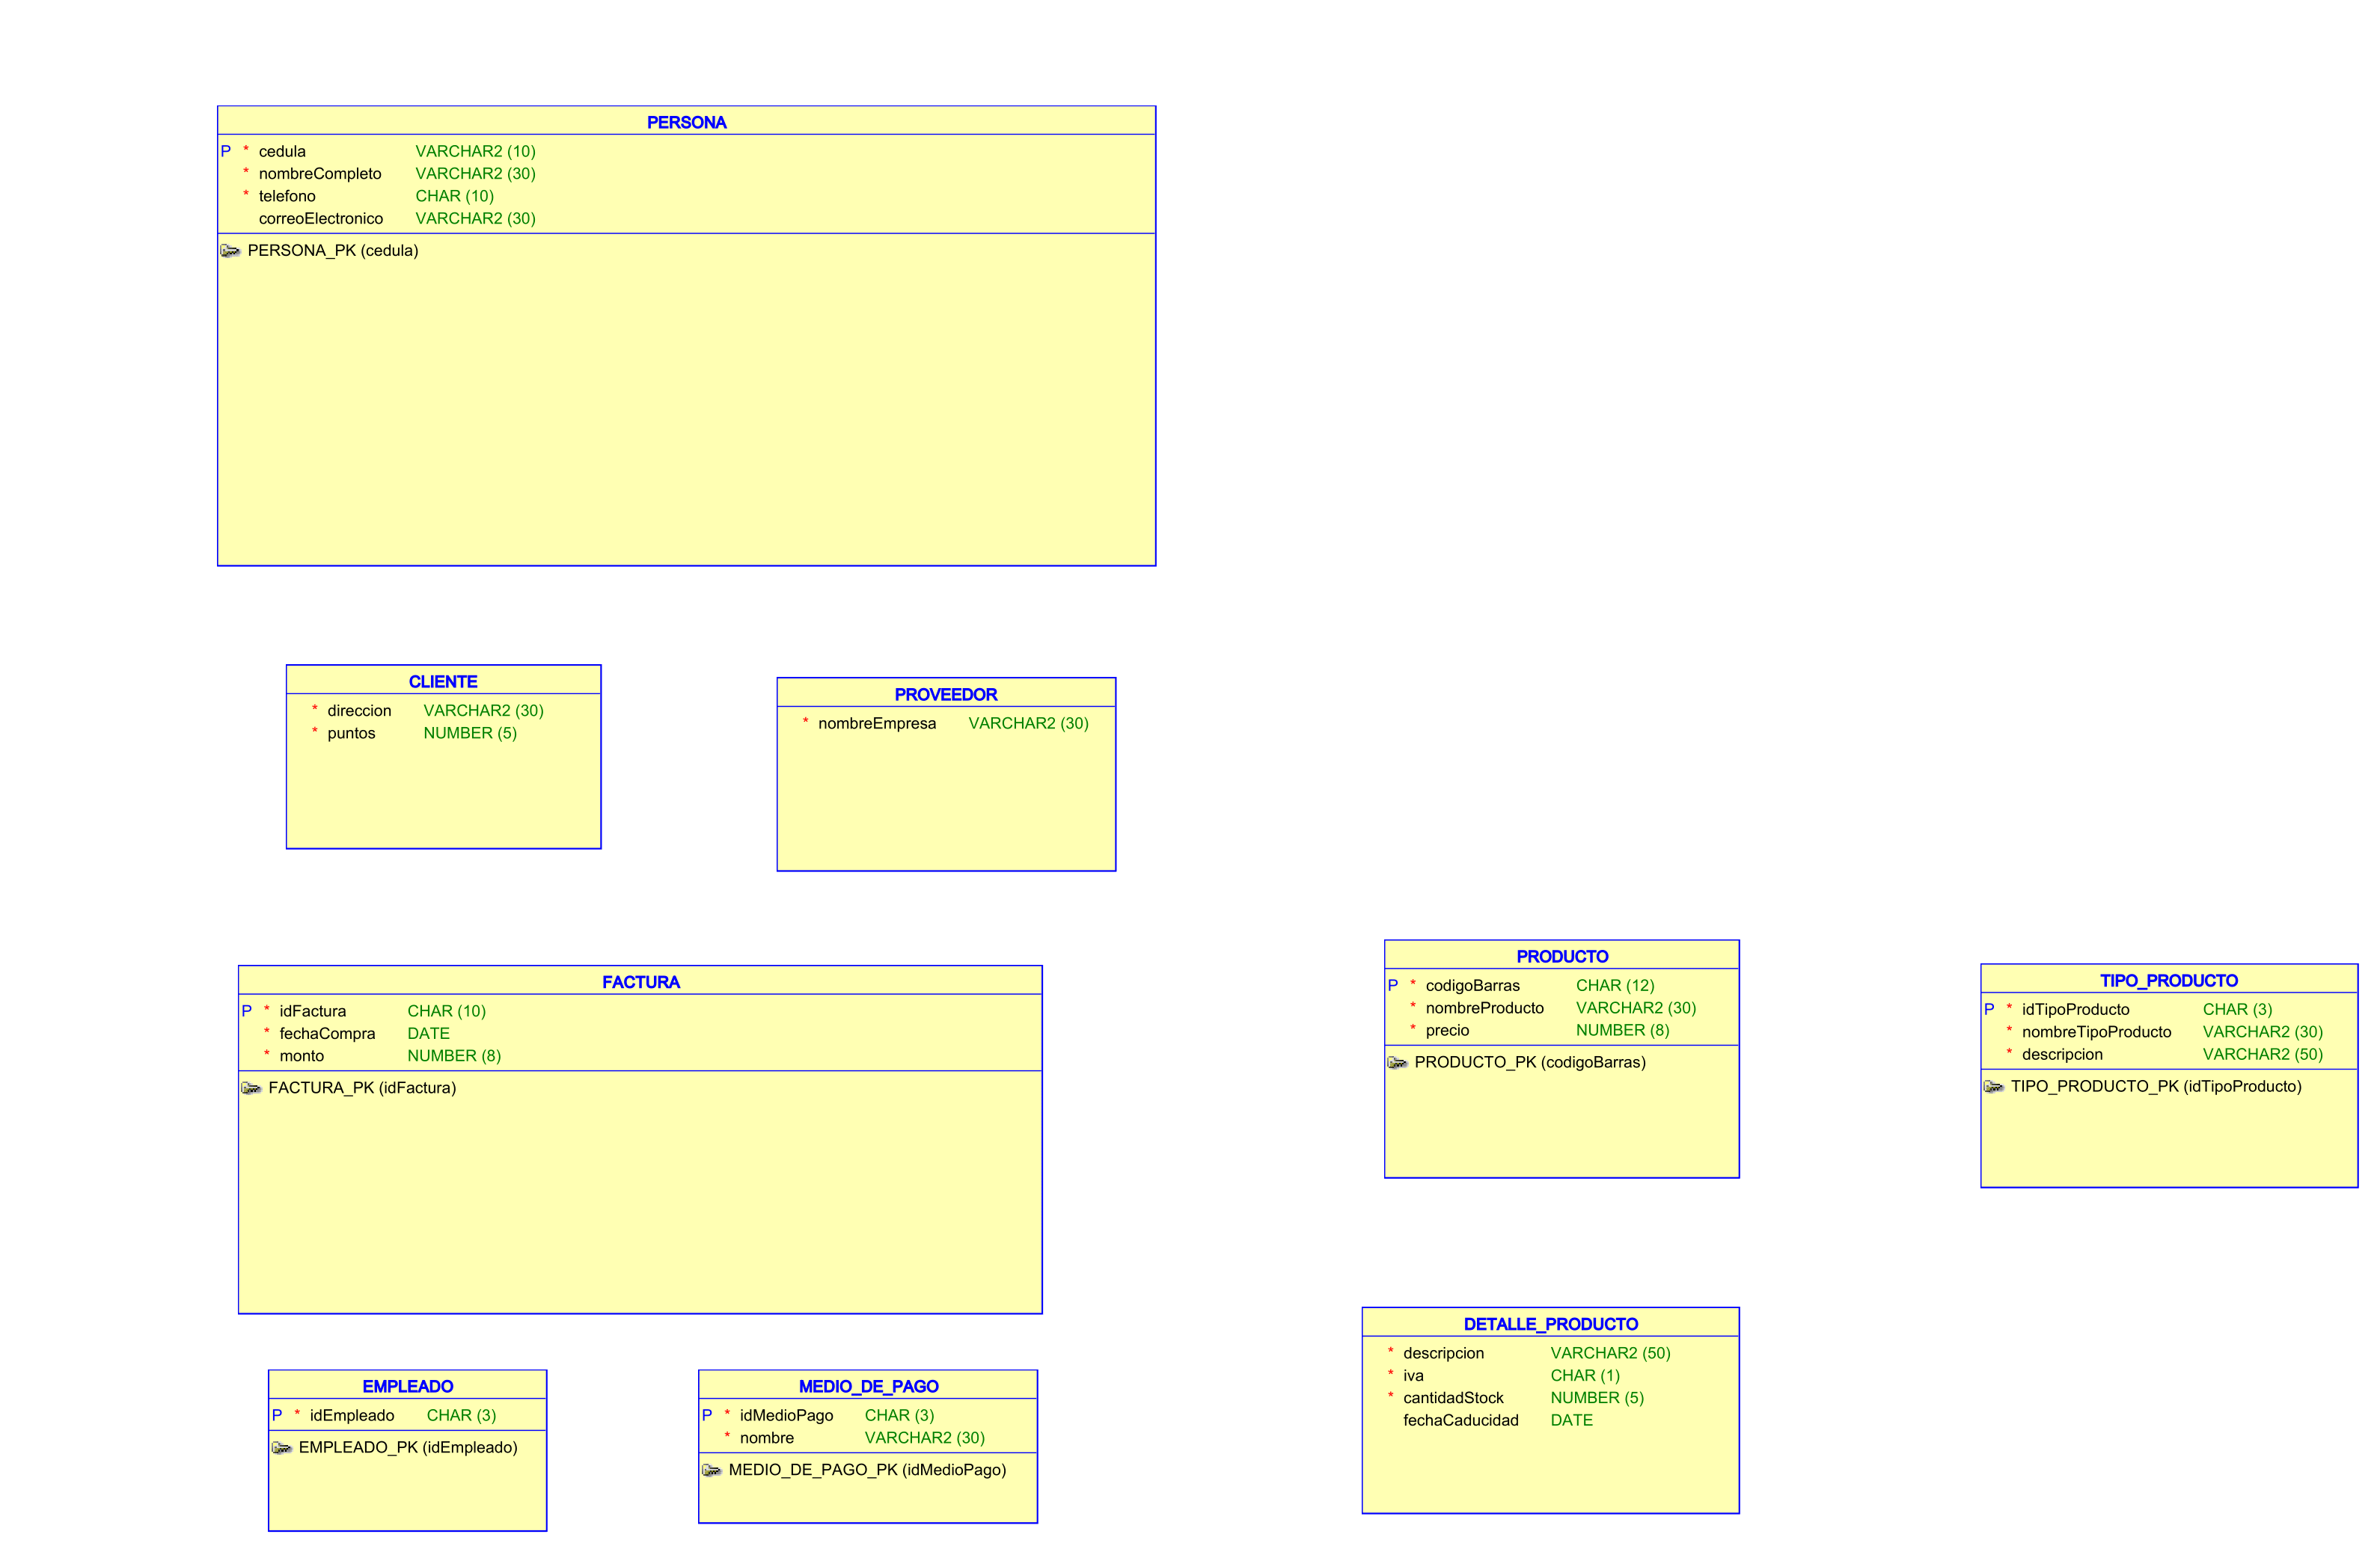 PERSONA
P * cedula VARCHAR2 (10)
* nombreCompleto VARCHAR2 (30)
* telefono CHAR (10)
correoElectronico VARCHAR2 (30)
PERSONA_PK (cedula)
CLIENTE
* direccion VARCHAR2 (30)
* puntos NUMBER (5)
PROVEEDOR
* nombreEmpresa VARCHAR2 (30)
FACTURA
P * idFactura CHAR (10)
* fechaCompra DATE
* monto NUMBER (8)
FACTURA_PK (idFactura)
PRODUCTO
P * codigoBarras CHAR (12)
* nombreProducto VARCHAR2 (30)
* precio NUMBER (8)
PRODUCTO_PK (codigoBarras)
TIPO_PRODUCTO
P * idTipoProducto CHAR (3)
* nombreTipoProducto VARCHAR2 (30)
* descripcion VARCHAR2 (50)
TIPO_PRODUCTO_PK (idTipoProducto)
EMPLEADO
P * idEmpleado CHAR (3)
EMPLEADO_PK (idEmpleado)
MEDIO_DE_PAGO
P * idMedioPago CHAR (3)
* nombre VARCHAR2 (30)
MEDIO_DE_PAGO_PK (idMedioPago)
DETALLE_PRODUCTO
* descripcion VARCHAR2 (50)
* iva CHAR (1)
* cantidadStock NUMBER (5)
fechaCaducidad DATE